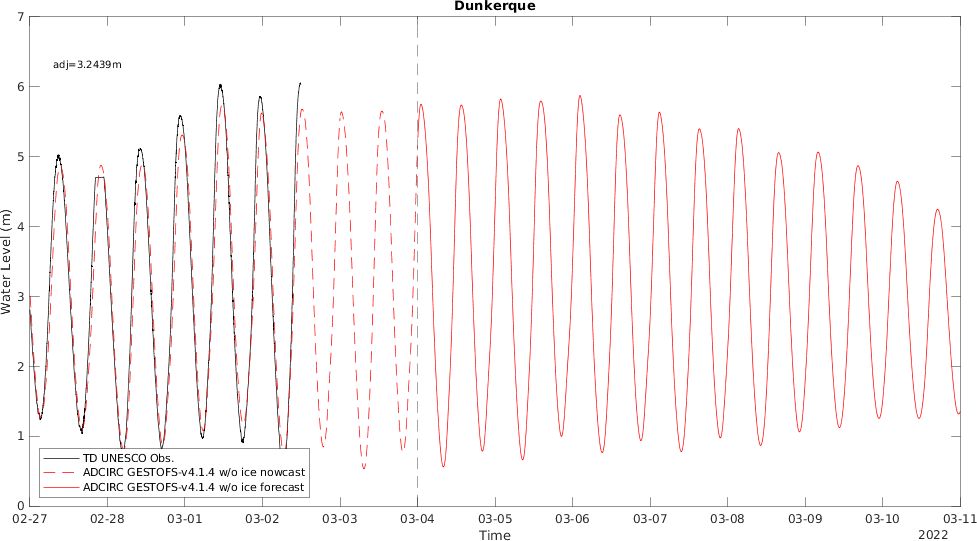 Dunkerque
7
adj=3.2439m
6
5
4
3
2
1
0
Water Level (m)
TD UNESCO Obs.
ADCIRC GESTOFS-v4.1.4 w/o ice nowcast
ADCIRC GESTOFS-v4.1.4 w/o ice forecast
02-27 02-28 03-01 03-02 03-03 03-04 03-05 03-06 03-07 03-08 03-09 03-10 03-11
Time
2022